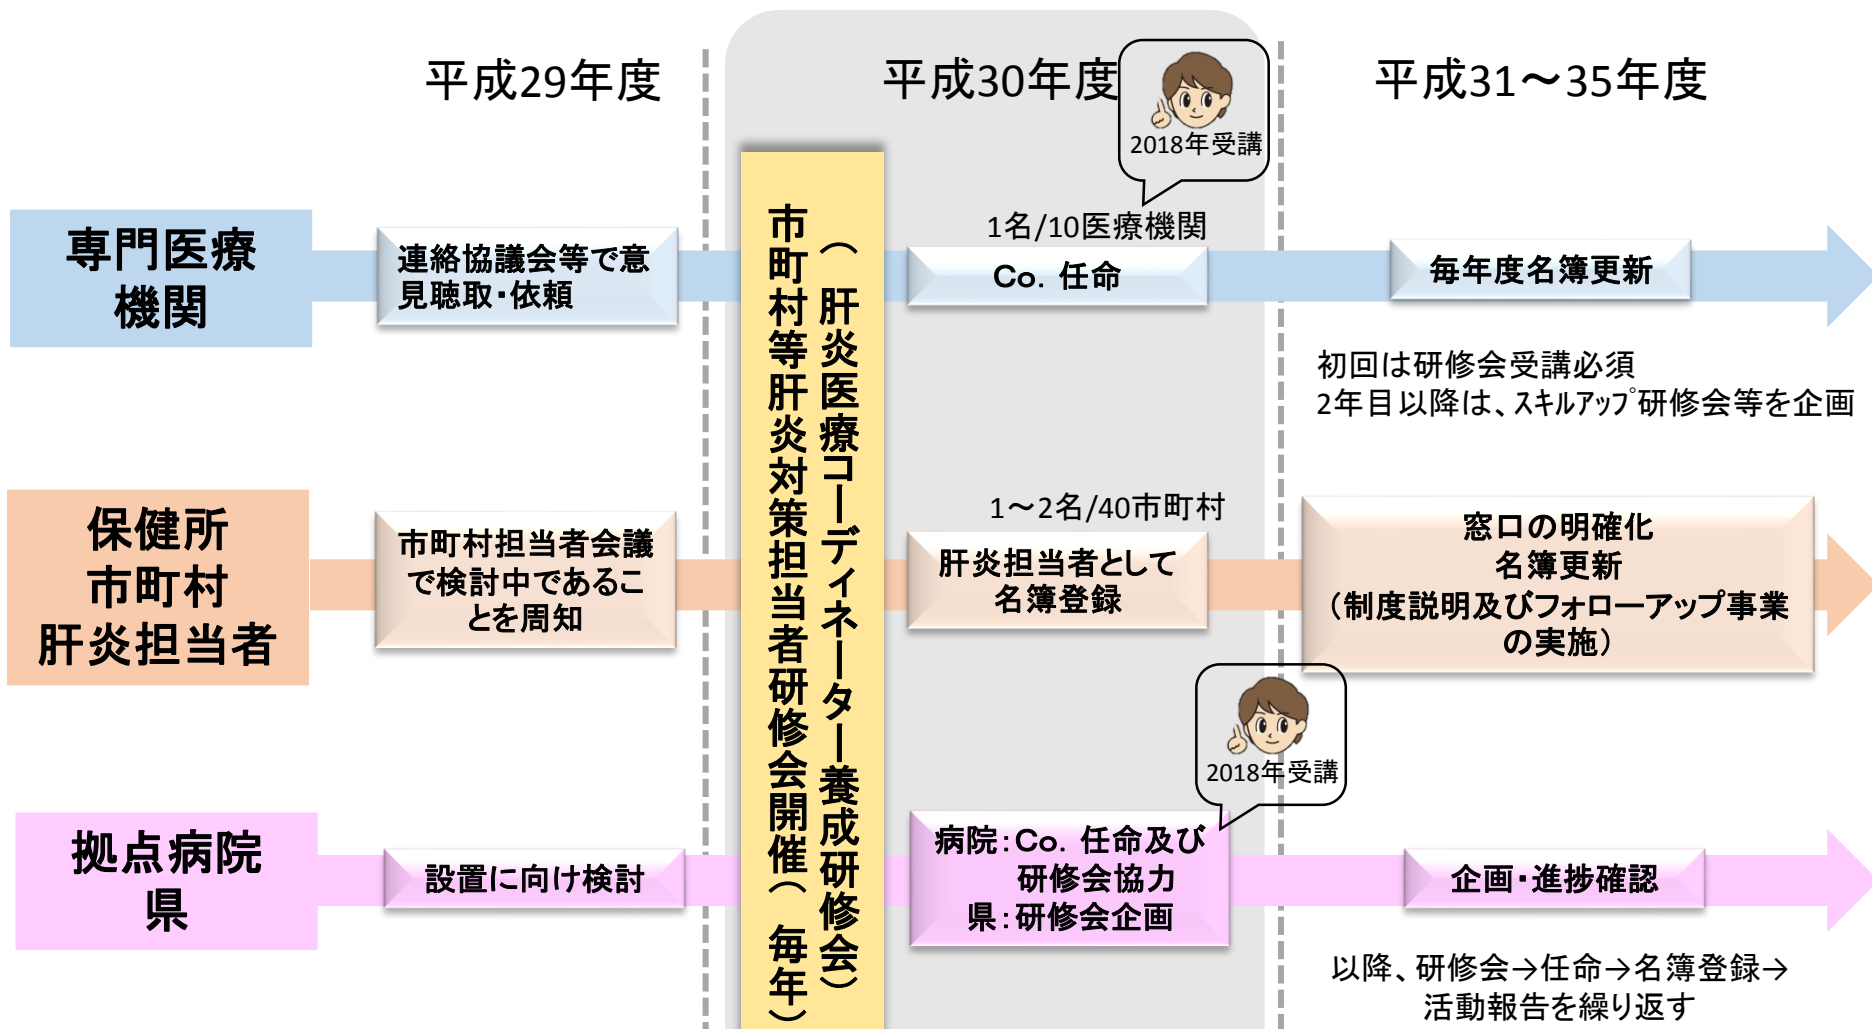 平成29年度
平成30年度
平成31～35年度
2018年受講
専門医療
機関
連絡協議会等で意
見聴取・依頼
市町村等肝炎対策担当者研修会開催(毎年)
(肝炎医療コーディネーター養成研修会)
1名/10医療機関
Co. 任命
毎年度名簿更新
初回は研修会受講必須
2年目以降は、ｽｷﾙｱｯﾌﾟ研修会等を企画
保健所
市町村
肝炎担当者
市町村担当者会議
で検討中であるこ
とを周知
1～2名/40市町村
肝炎担当者として
名簿登録
窓口の明確化
名簿更新
(制度説明及びフォローアップ事業
の実施)
2018年受講
拠点病院
県
設置に向け検討
病院:Co. 任命及び
研修会協力
県:研修会企画
企画・進捗確認
以降、研修会→任命→名簿登録→
活動報告を繰り返す